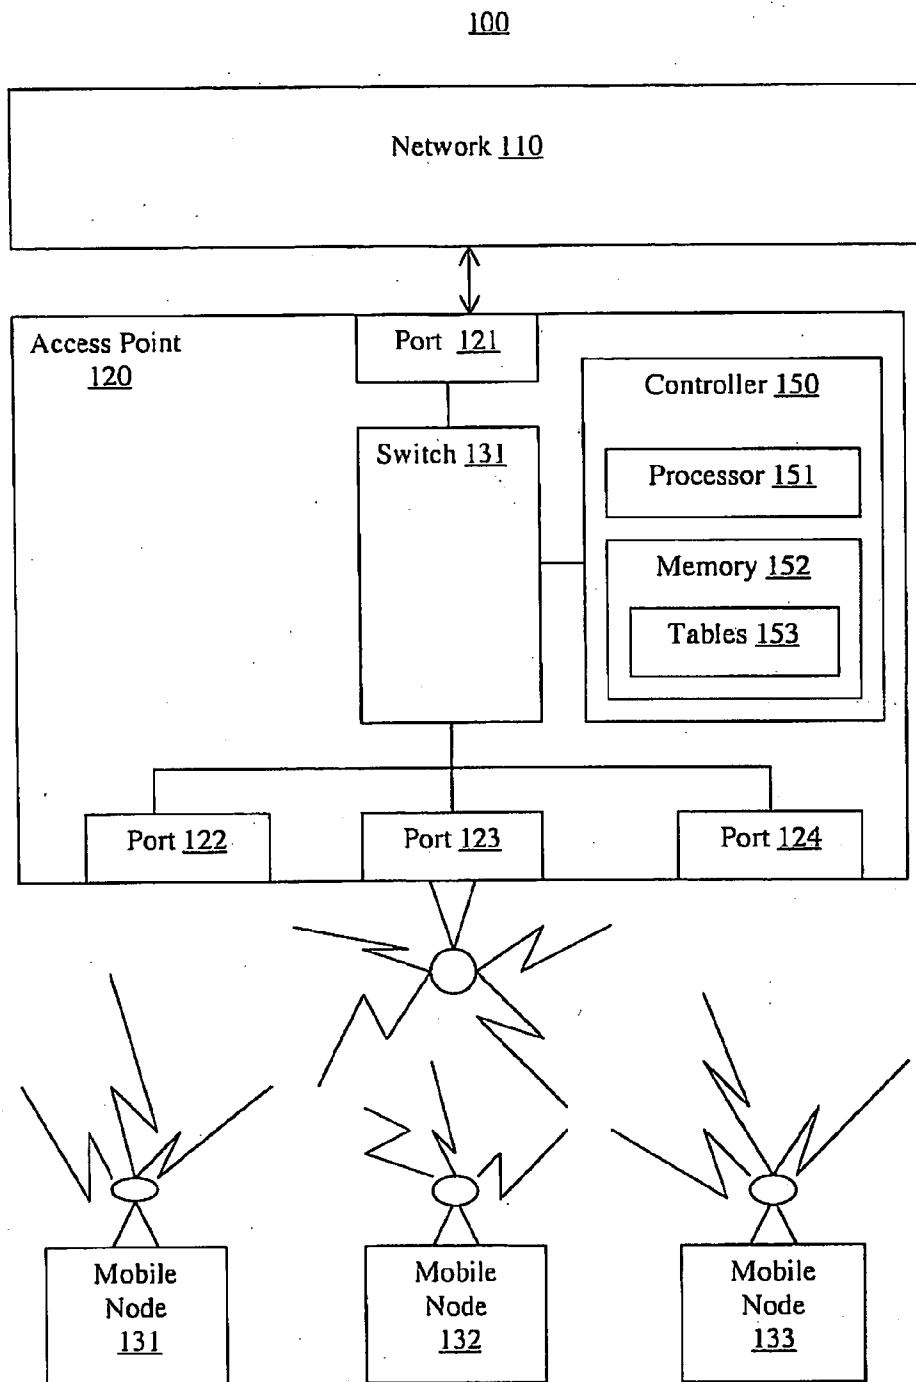 100
Network 110
Access Point
120
Port 121
Controller 150
Switch 131
Processor 151
Memory 152
Tables 153
Port 122
Port 123
Port 124
Mobile
Node
131
Mobile
Node
132
Mobile
Node
133